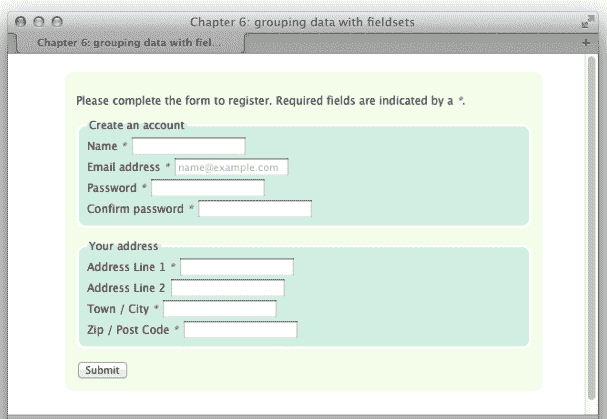 Chapter 6: grouping data with fieldsets
Chapter 6: grouping data with fiel...
Please complete the form to register. Required fields are indicated by a *.
Create an account
Name *
Email address * name@example.com
Password *
Confirm password *
Your address
Address Line 1 *
Address Line 2
Town / City *
Zip / Post Code *
Submit